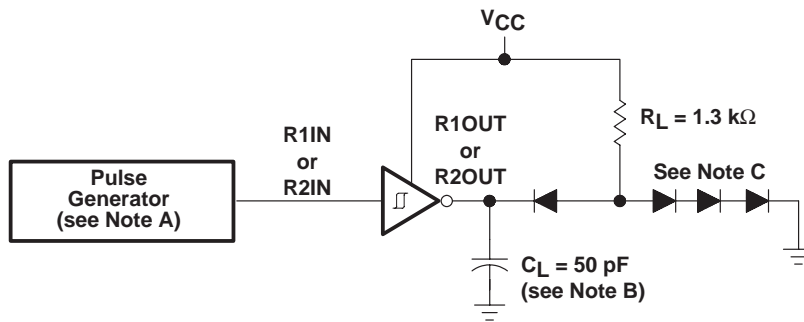 VCC
R1IN
or
R2IN
R1OUT
or
R2OUT
RL = 1.3 kΩ
See Note C
Pulse
Generator
(see Note A)
CL = 50 pF
(see Note B)